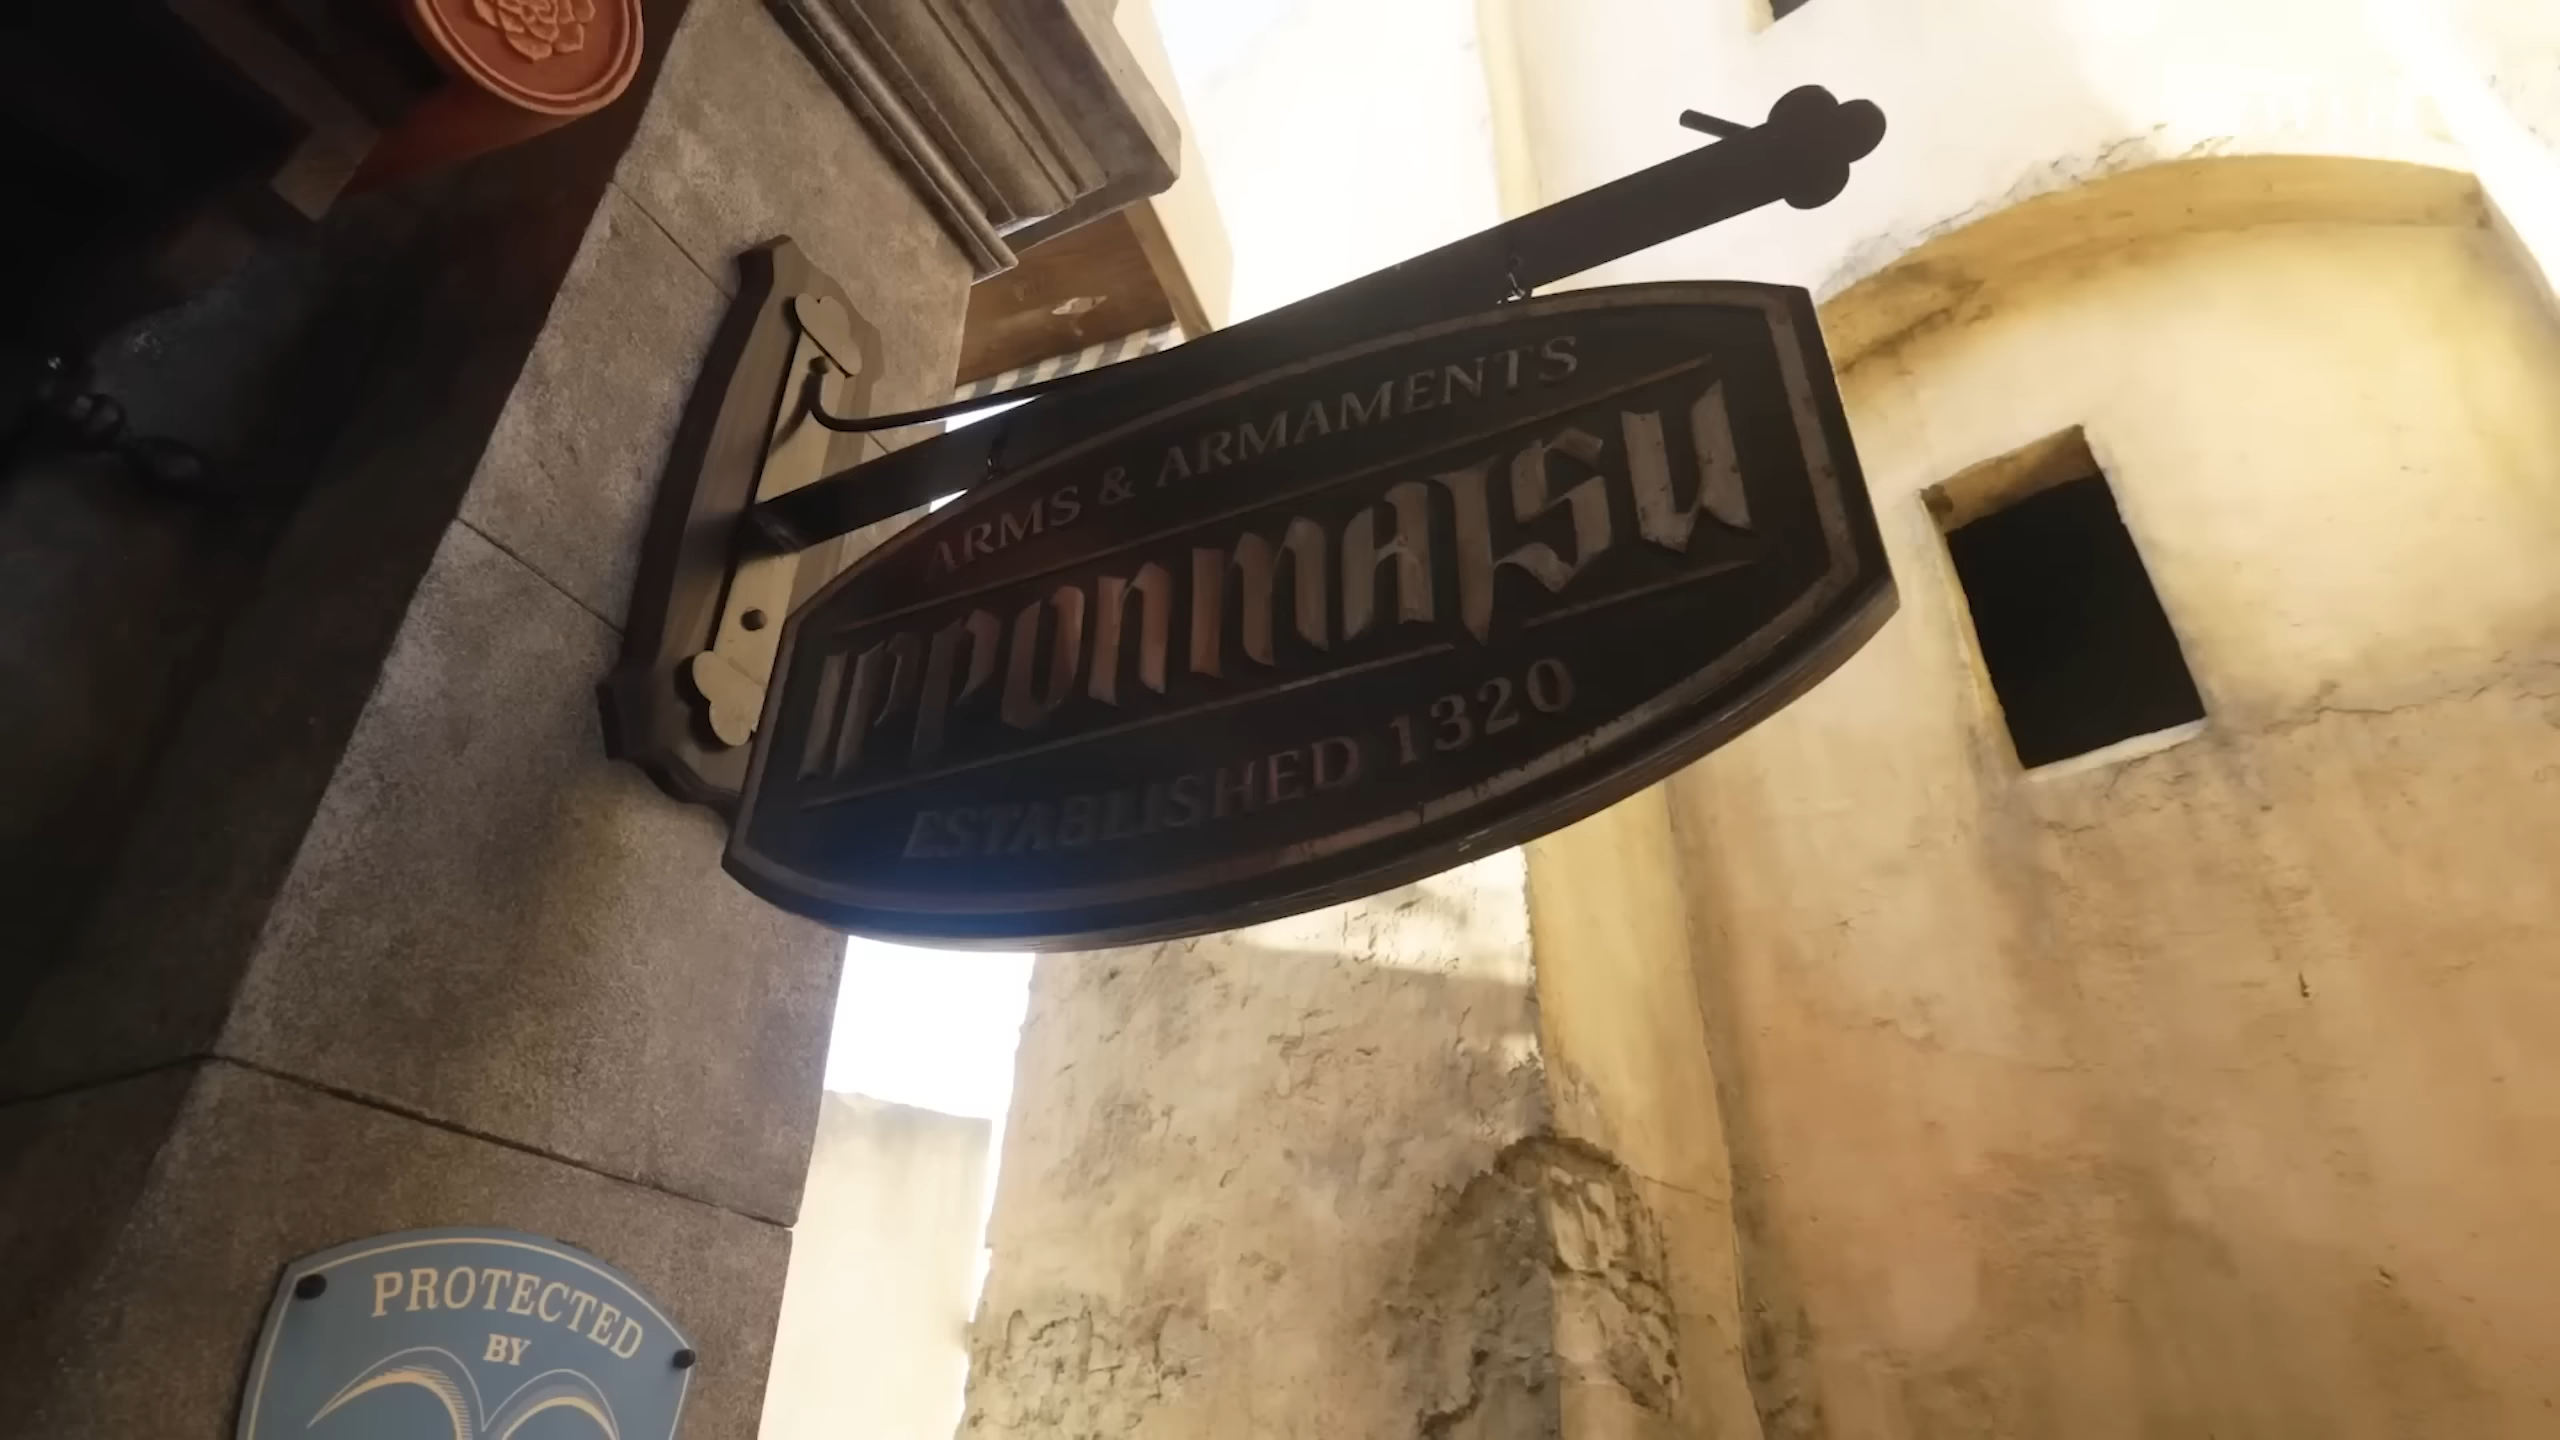 ARMS & ARMAMENTS
IPPONMATSU
ESTABLISHED 1320
PROTECTED
BY